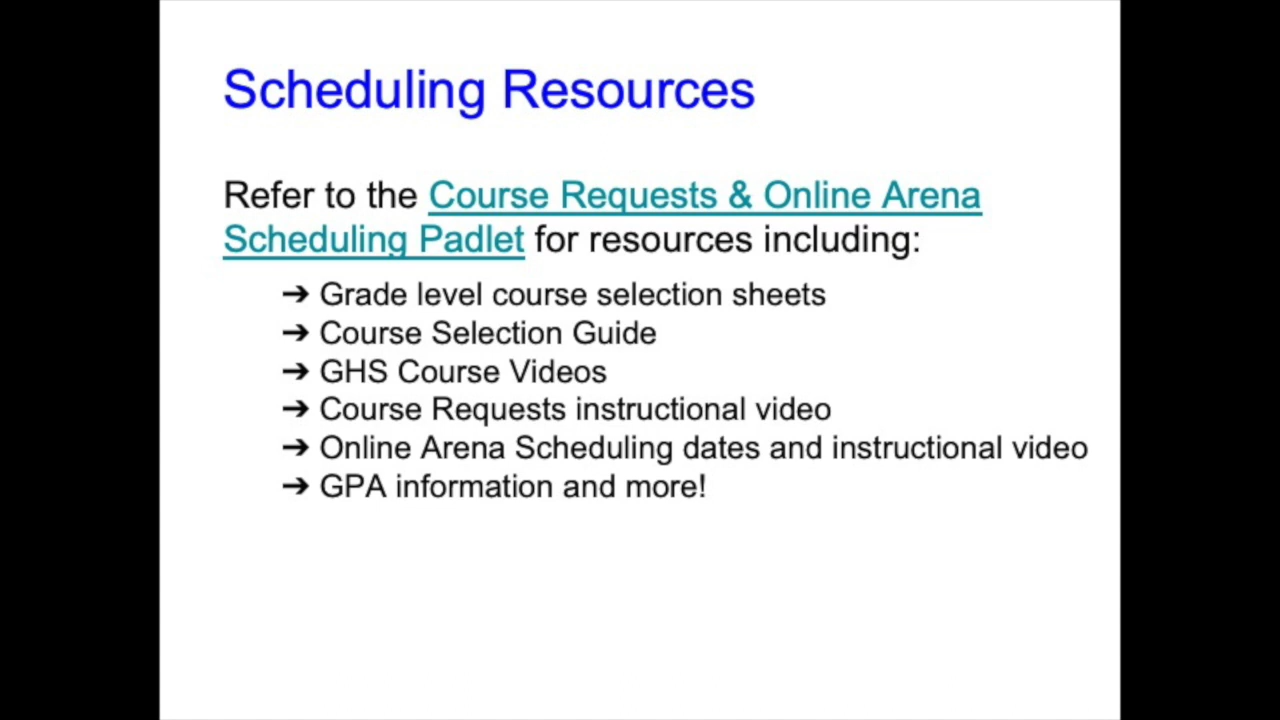 Scheduling Resources
Refer to the Course Requests & Online Arena
Scheduling Padlet for resources including:
➔ Grade level course selection sheets
➔ Course Selection Guide
➔ GHS Course Videos
➔ Course Requests instructional video
➔ Online Arena Scheduling dates and instructional video
➔ GPA information and more!